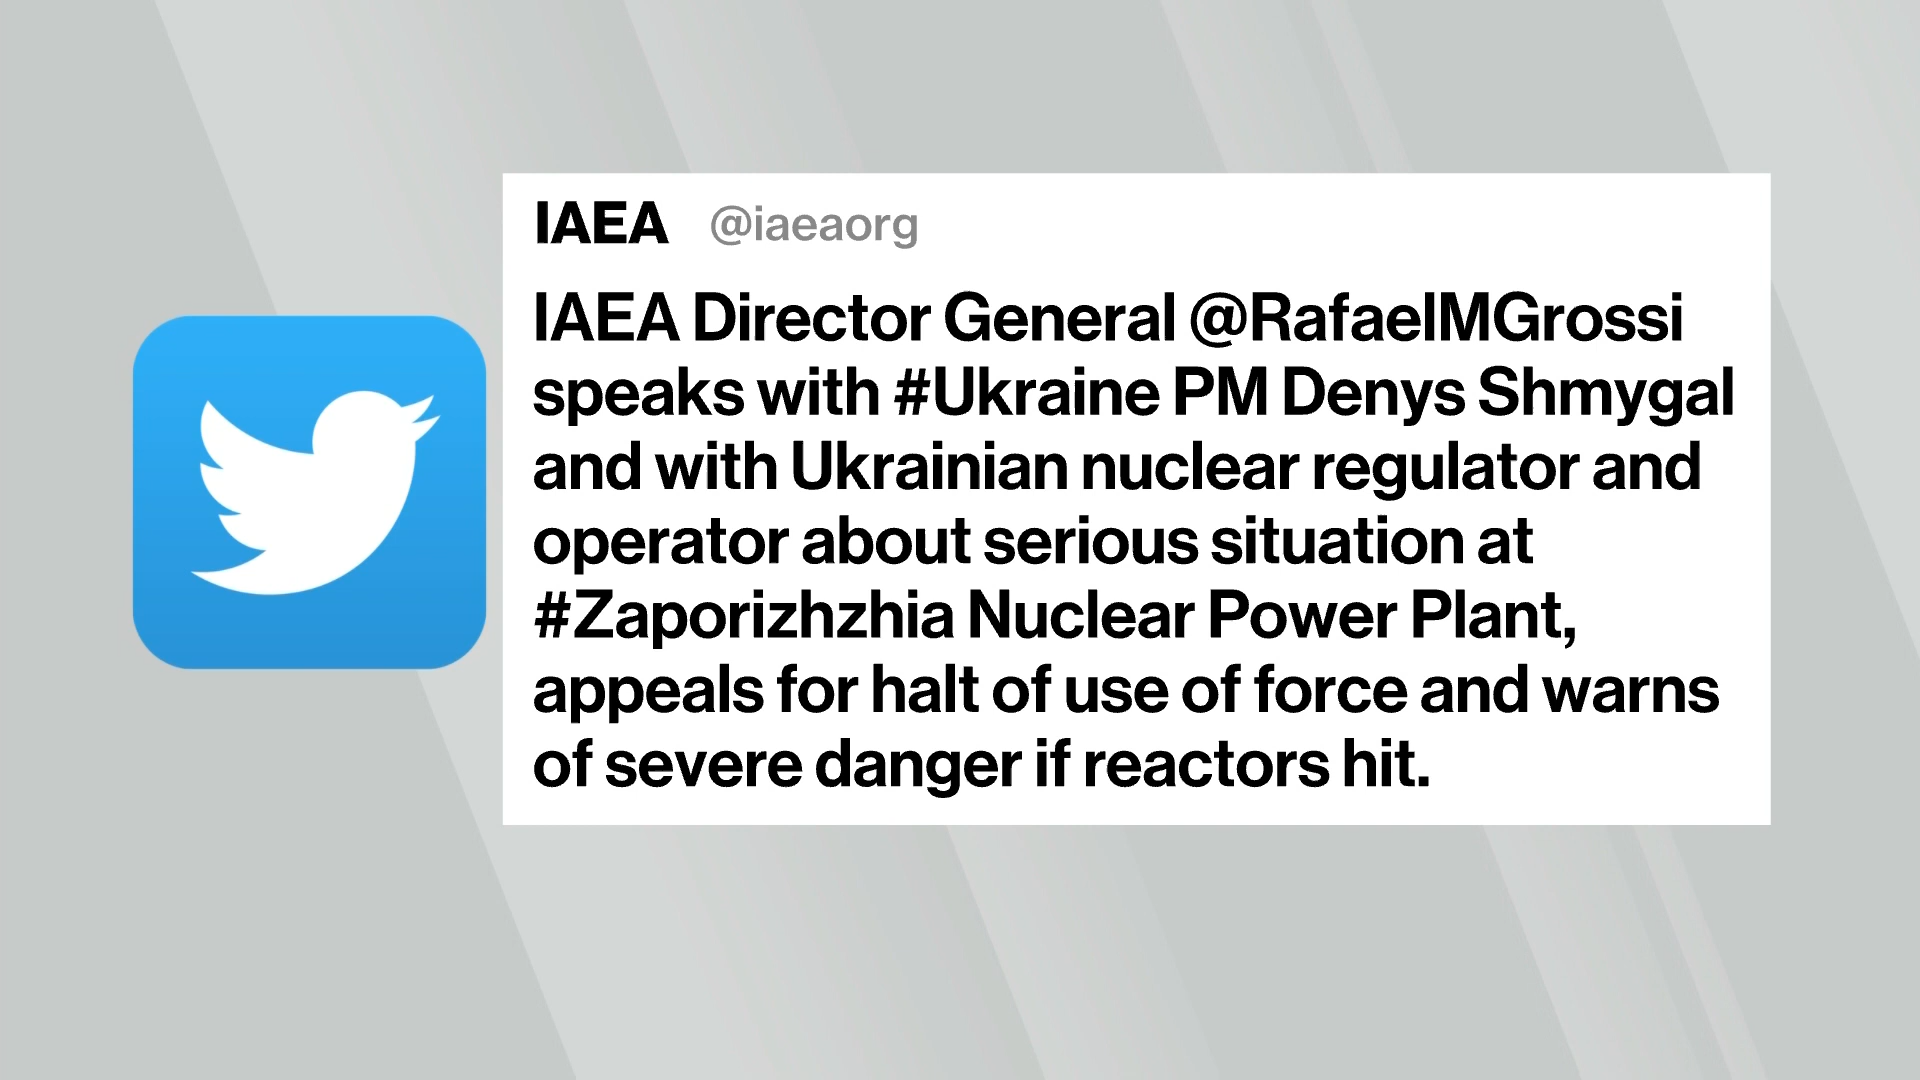 IAEA @iaeaorg
IAEA Director General @RafaelMGrossi
speaks with #Ukraine PM Denys Shmygal
and with Ukrainian nuclear regulator and
operator about serious situation at
#Zaporizhzhia Nuclear Power Plant,
appeals for halt of use of force and warns
of severe danger if reactors hit.